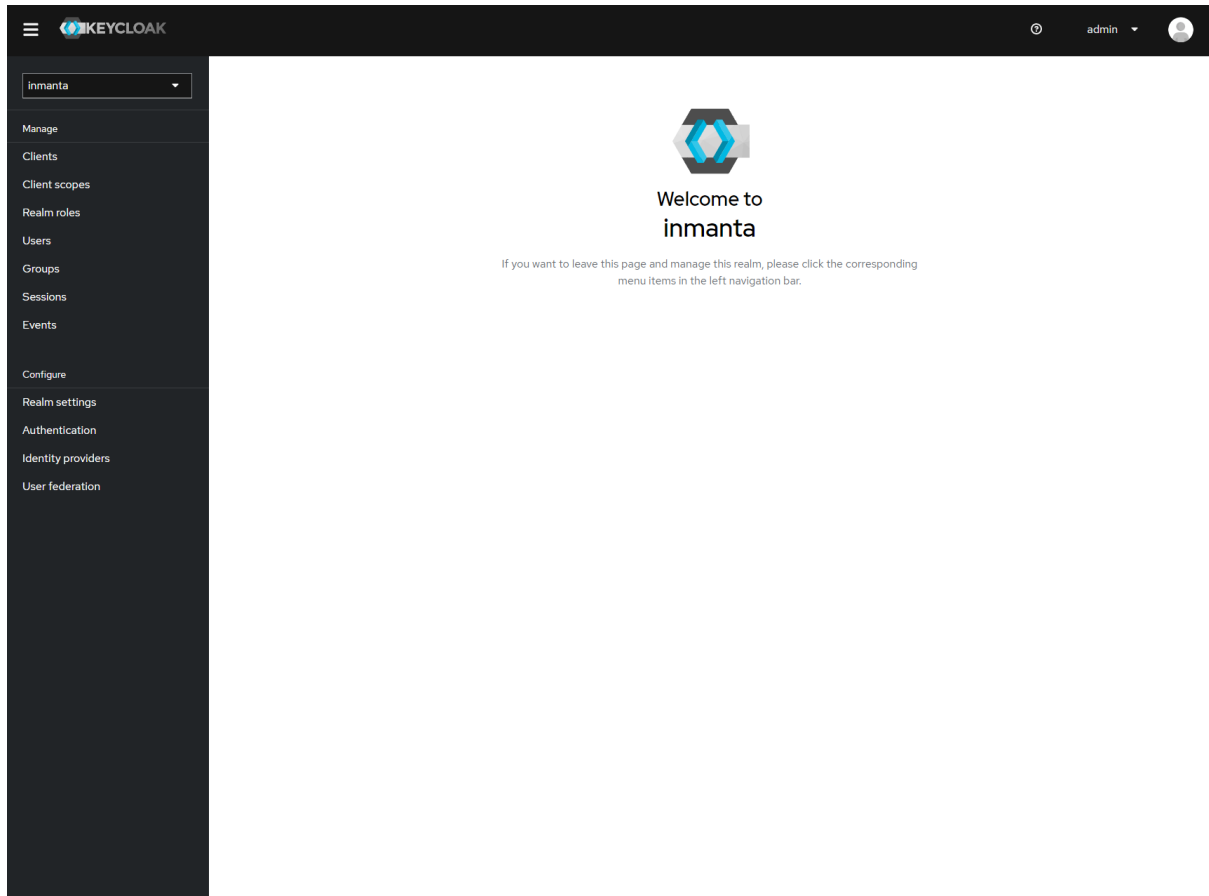 KEYCLOAK
admin
inmanta
Manage
Clients
Client scopes
Realm roles
Users
Groups
Sessions
Events
Configure
Realm settings
Authentication
Identity providers
User federation
Welcome to
inmanta
If you want to leave this page and manage this realm, please click the corresponding
menu items in the left navigation bar.